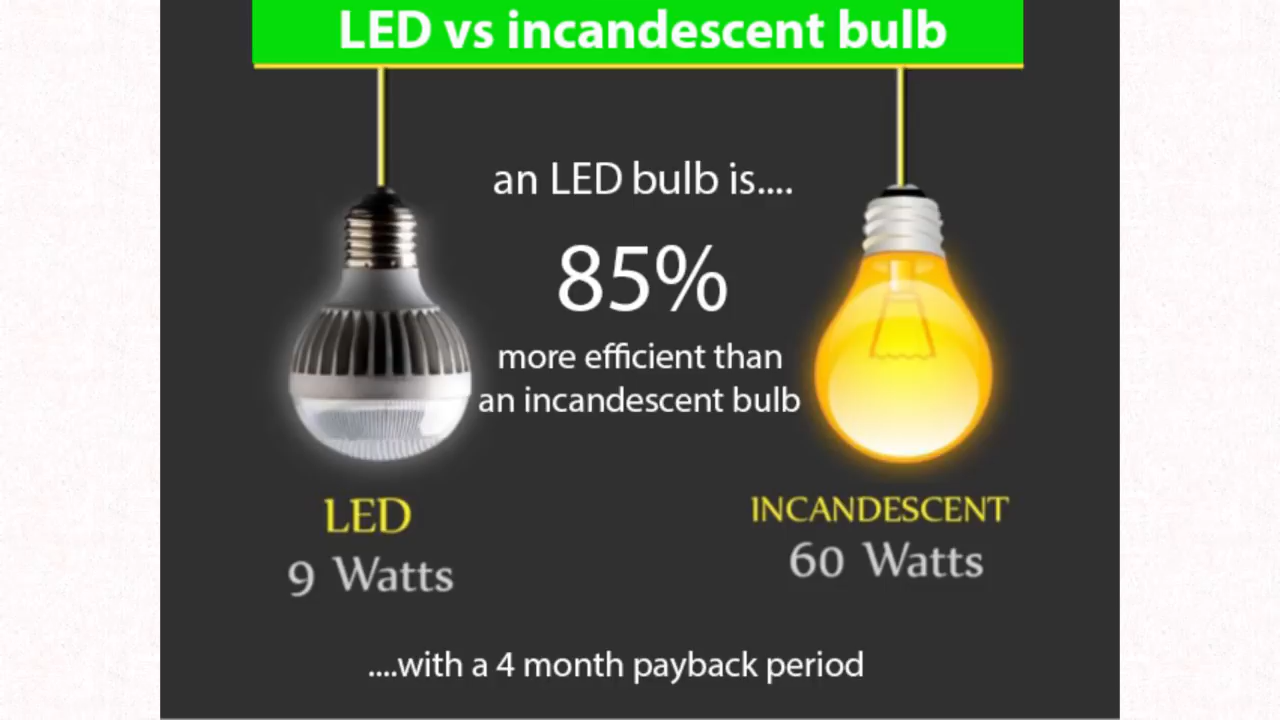 LED vs incandescent bulb
an LED bulb is....
85%
more efficient than
an incandescent bulb
LED
9 Watts
INCANDESCENT
60 Watts
....with a 4 month payback period